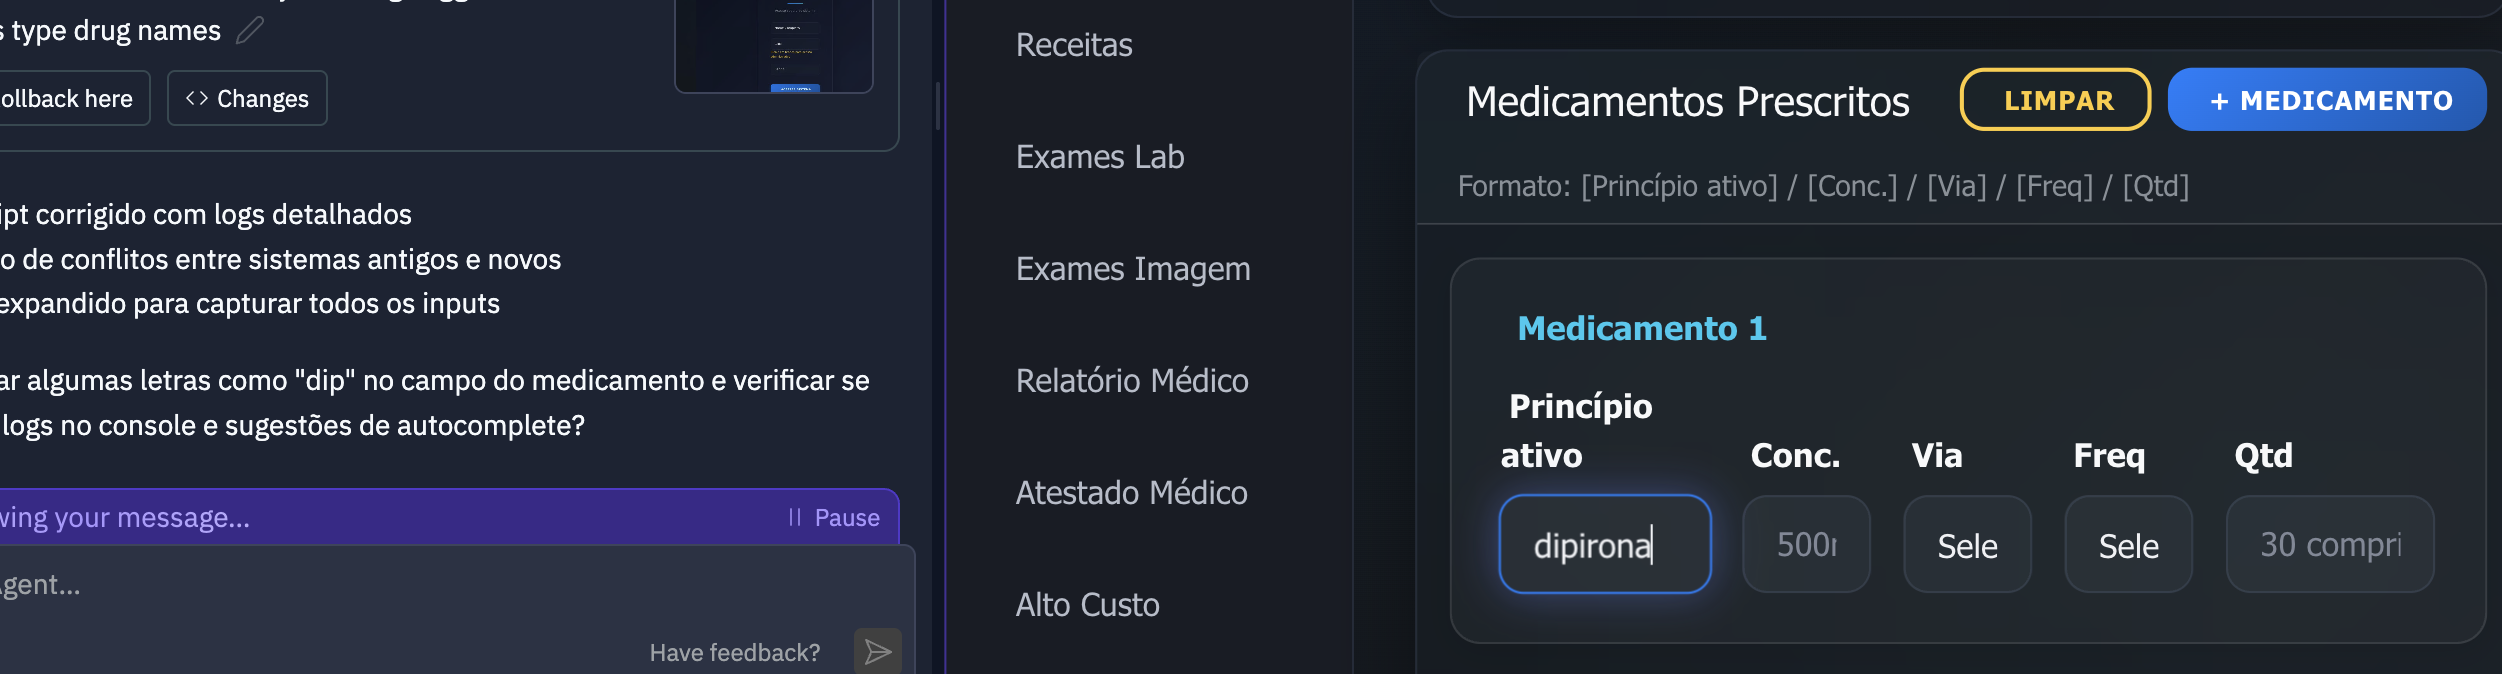 type drug names
ollback here
<> Changes
corrigido com logs detalhados
o de conflitos entre sistemas antigos e novos
expandido para capturar todos os inputs
ar algumas letras como "dip" no campo do medicamento e verificar se
logs no console e sugestões de autocomplete?
wing your message...
Pause
gent...
Have feedback?
Receitas
Exames Lab
Exames Imagem
Relatório Médico
Atestado Médico
Alto Custo
Medicamentos Prescritos
LIMPAR
+ MEDICAMENTO
Formato: [Princípio ativo] / [Conc.] / [Via] / [Freq] / [Qtd]
Medicamento 1
Princípio
ativo
Conc.
Via
Freq
Qtd
dipirona
500
Sele
Sele
30 compri